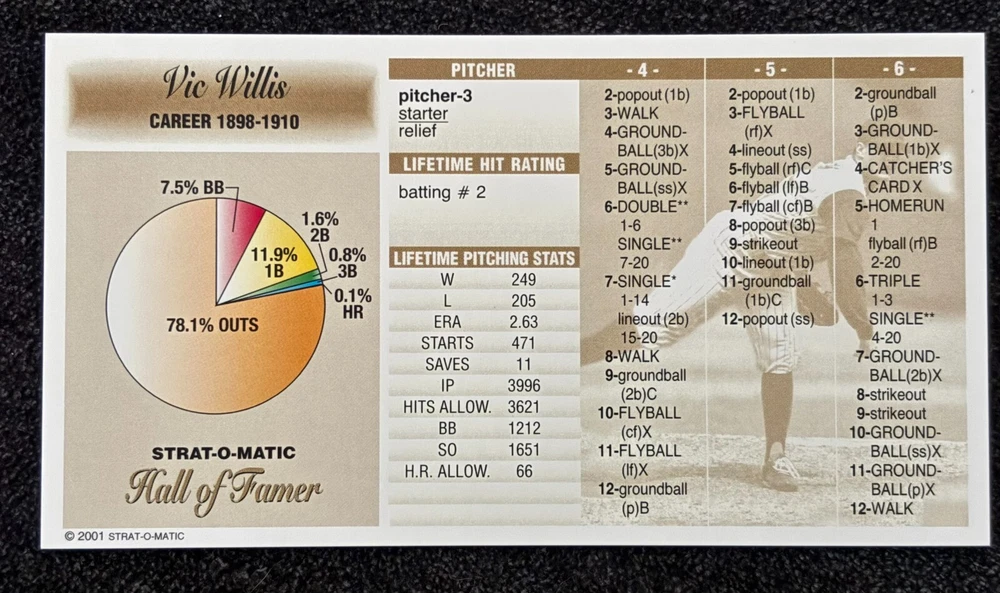 Vic Willis
CAREER 1898-1910
7.5% BB
1.6%
2B
11.9%
1B
0.8%
3B
0.1%
HR
78.1% OUTS
STRAT-O-MATIC
Hall of Famer
© 2001 STRAT-O-MATIC
PITCHER
pitcher-3
starter
relief
LIFETIME HIT RATING
batting # 2
LIFETIME PITCHING STATS
W 249
L 205
ERA 2.63
STARTS 471
SAVES 11
IP 3996
HITS ALLOW. 3621
BB 1212
SO 1651
H.R. ALLOW. 66
- 4 -
2-popout (1b)
3-WALK
4-GROUND-
BALL(3b)X
5-GROUND-
BALL(ss)X
6-DOUBLE**
1-6
SINGLE**
7-20
7-SINGLE*
1-14
lineout (2b)
15-20
8-WALK
9-groundball
(2b)C
10-FLYBALL
(cf)X
11-FLYBALL
(lf)X
12-groundball
(p)B
- 5 -
2-popout (1b)
3-FLYBALL
(rf)X
4-lineout (ss)
5-flyball (rf)C
6-flyball (lf)B
7-flyball (cf)B
8-popout (3b)
9-strikeout
10-lineout (1b)
11-groundball
(1b)C
12-popout (ss)
- 6 -
2-groundball
(p)B
3-GROUND-
BALL(1b)X
4-CATCHER'S
CARD X
5-HOMERUN
1
flyball (rf)B
2-20
6-TRIPLE
1-3
SINGLE**
4-20
7-GROUND-
BALL(2b)X
8-strikeout
9-strikeout
10-GROUND-
BALL(ss)X
11-GROUND-
BALL(p)X
12-WALK